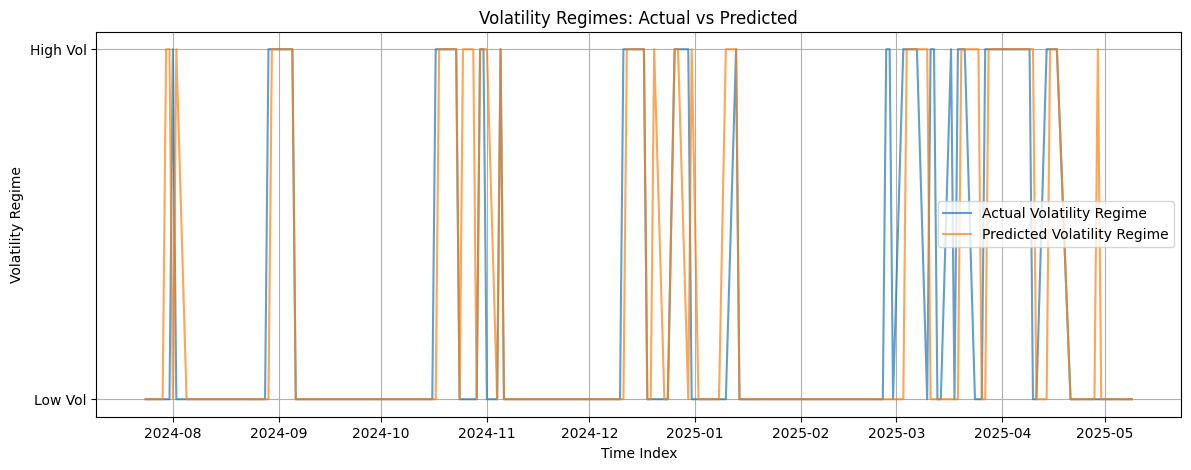 Volatility Regimes: Actual vs Predicted
High Vol
Volatility Regime
Low Vol
Actual Volatility Regime
Predicted Volatility Regime
2024-08 2024-09 2024-10 2024-11 2024-12 2025-01 2025-02 2025-03 2025-04 2025-05
Time Index